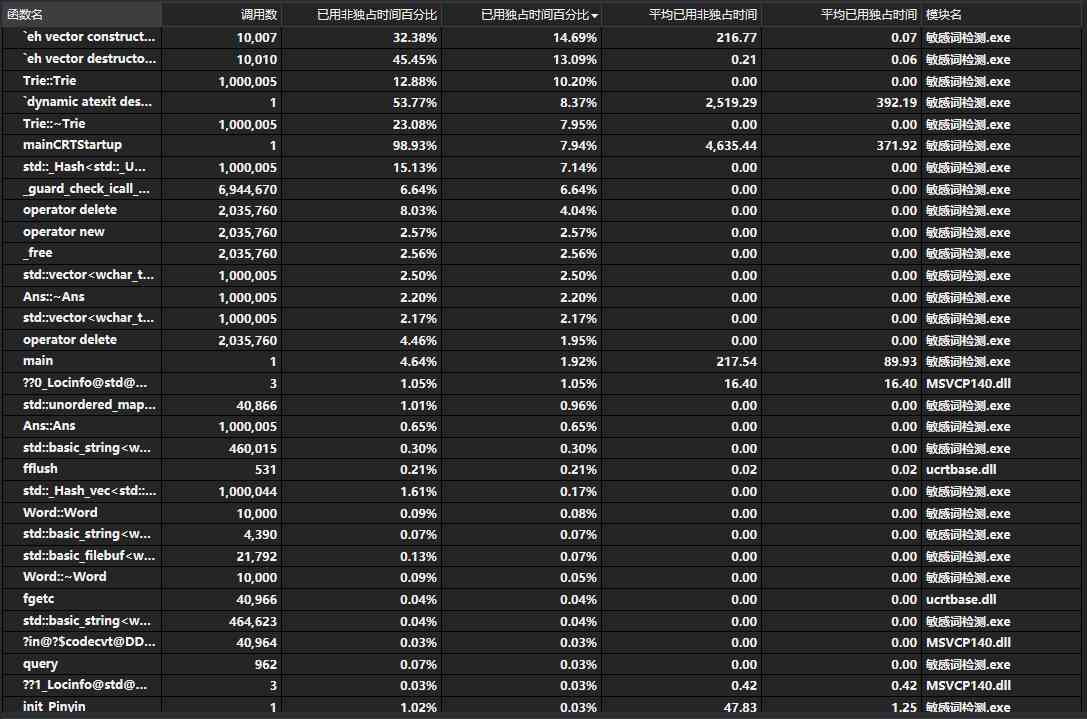 函数名 调用数 已用非独占时间百分比 已用独占时间百分比 平均已用非独占时间 平均已用独占时间 模块名
`eh vector construct... 10,007 32.38% 14.69% 216.77 0.07 敏感词检测.exe
`eh vector destructo... 10,010 45.45% 13.09% 0.21 0.06 敏感词检测.exe
Trie::Trie 1,000,005 12.88% 10.20% 0.00 0.00 敏感词检测.exe
`dynamic atexit des... 1 53.77% 8.37% 2,519.29 392.19 敏感词检测.exe
Trie::~Trie 1,000,005 23.08% 7.95% 0.00 0.00 敏感词检测.exe
mainCRTStartup 1 98.93% 7.94% 4,635.44 371.92 敏感词检测.exe
std::_Hash<std::_U... 1,000,005 15.13% 7.14% 0.00 0.00 敏感词检测.exe
_guard_check_icall_... 6,944,670 6.64% 6.64% 0.00 0.00 敏感词检测.exe
operator delete 2,035,760 8.03% 4.04% 0.00 0.00 敏感词检测.exe
operator new 2,035,760 2.57% 2.57% 0.00 0.00 敏感词检测.exe
_free 2,035,760 2.56% 2.56% 0.00 0.00 敏感词检测.exe
std::vector<wchar_t... 1,000,005 2.50% 2.50% 0.00 0.00 敏感词检测.exe
Ans::~Ans 1,000,005 2.20% 2.20% 0.00 0.00 敏感词检测.exe
std::vector<wchar_t... 1,000,005 2.17% 2.17% 0.00 0.00 敏感词检测.exe
operator delete 2,035,760 4.46% 1.95% 0.00 0.00 敏感词检测.exe
main 1 4.64% 1.92% 217.54 89.93 敏感词检测.exe
??0_Locinfo@std@... 3 1.05% 1.05% 16.40 16.40 MSVCP140.dll
std::unordered_map... 40,866 1.01% 0.96% 0.00 0.00 敏感词检测.exe
Ans::Ans 1,000,005 0.65% 0.65% 0.00 0.00 敏感词检测.exe
std::basic_string<w... 460,015 0.30% 0.30% 0.00 0.00 敏感词检测.exe
fflush 531 0.21% 0.21% 0.02 0.02 ucrtbase.dll
std::_Hash_vec<std::... 1,000,044 1.61% 0.17% 0.00 0.00 敏感词检测.exe
Word::Word 10,000 0.09% 0.08% 0.00 0.00 敏感词检测.exe
std::basic_string<w... 4,390 0.07% 0.07% 0.00 0.00 敏感词检测.exe
std::basic_filebuf<w... 21,792 0.13% 0.07% 0.00 0.00 敏感词检测.exe
Word::~Word 10,000 0.09% 0.05% 0.00 0.00 敏感词检测.exe
fgetc 40,966 0.04% 0.04% 0.00 0.00 ucrtbase.dll
std::basic_string<w... 464,623 0.04% 0.04% 0.00 0.00 敏感词检测.exe
?in@?$codecvt@DD... 40,964 0.03% 0.03% 0.00 0.00 MSVCP140.dll
query 962 0.07% 0.03% 0.00 0.00 敏感词检测.exe
??1_Locinfo@std@... 3 0.03% 0.03% 0.42 0.42 MSVCP140.dll
init_Pinyin 1 1.02% 0.03% 47.83 1.25 敏感词检测.exe